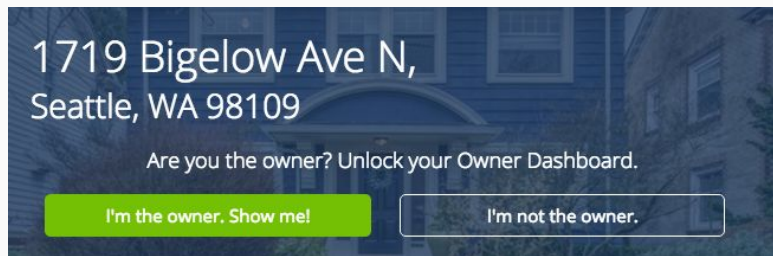 1719 Bigelow Ave N,
Seattle, WA 98109
Are you the owner? Unlock your Owner Dashboard.
I'm the owner. Show me!
I'm not the owner.